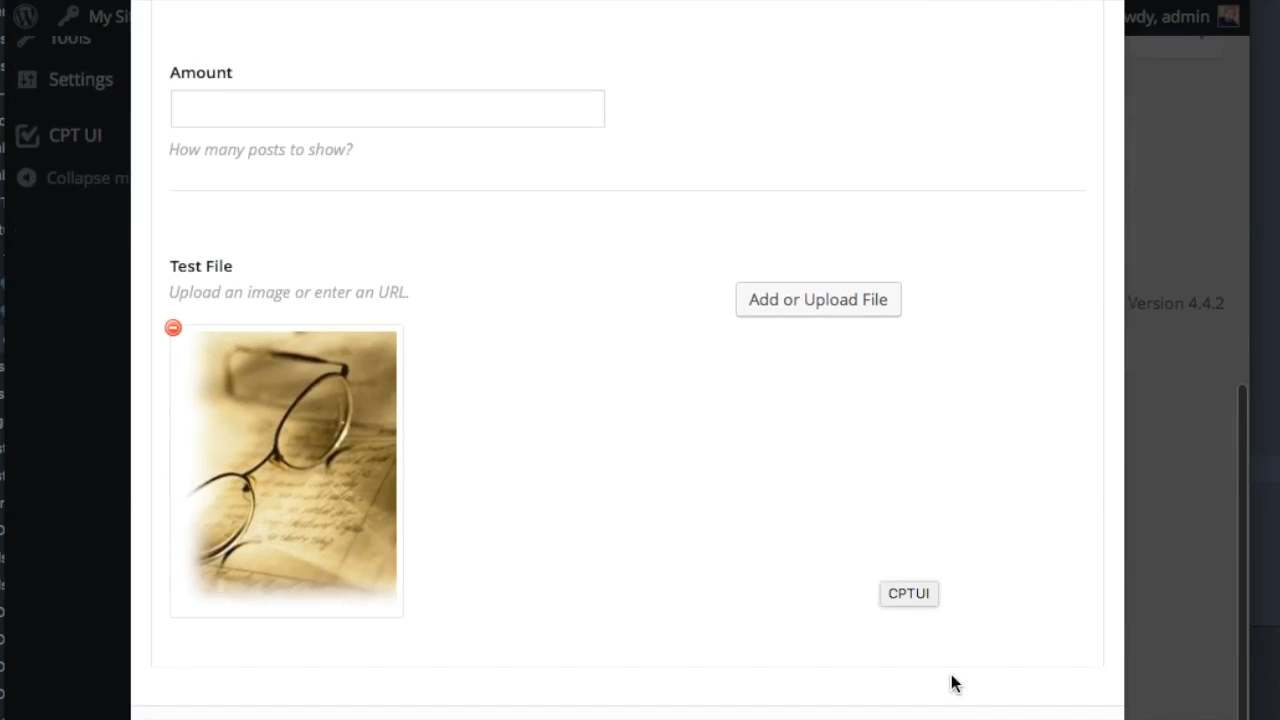 My Si
wdy, admin
Tools
Settings
CPT UI
Collapse m
Amount
How many posts to show?
Test File
Upload an image or enter an URL.
Add or Upload File
Version 4.4.2
CPTUI